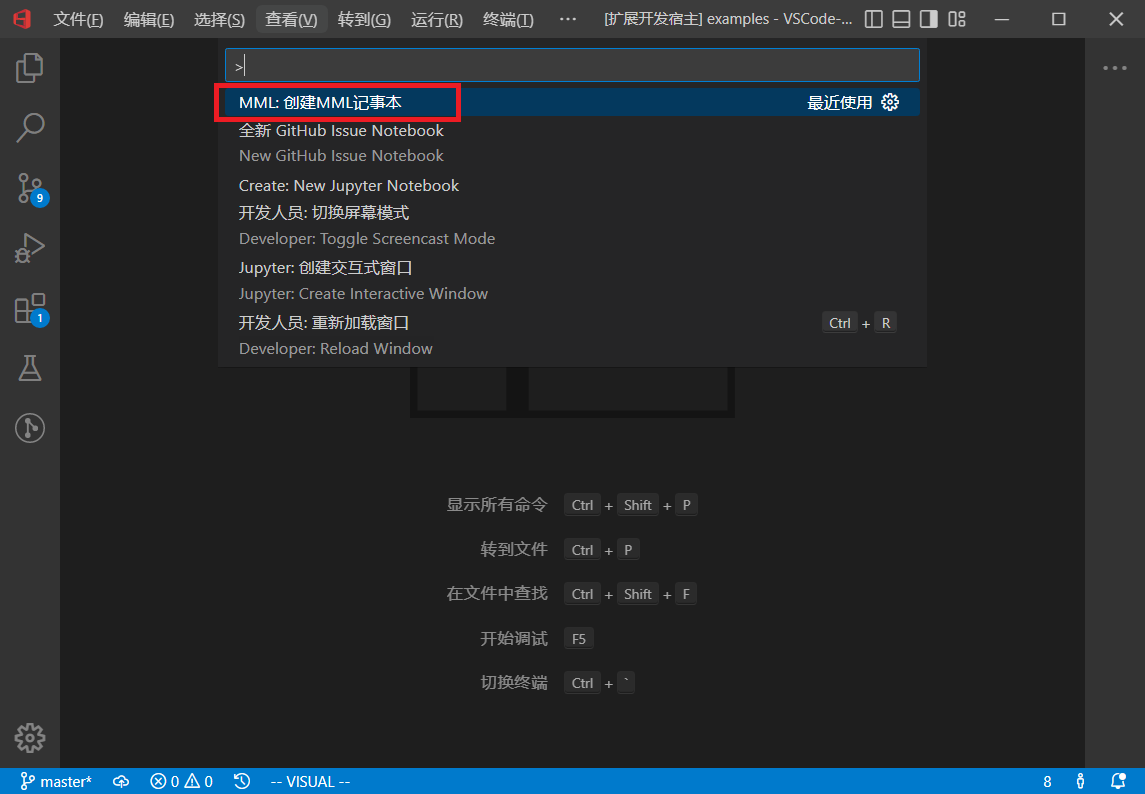 文件(F) 编辑(E) 选择(S) 查看(V) 转到(G) 运行(R) 终端(T) ··· [扩展开发宿主] examples - VSCode-...
>
MML: 创建MML记事本 最近使用
全新 GitHub Issue Notebook
New GitHub Issue Notebook
Create: New Jupyter Notebook
开发人员: 切换屏幕模式
Developer: Toggle Screencast Mode
Jupyter: 创建交互式窗口
Jupyter: Create Interactive Window
开发人员: 重新加载窗口 Ctrl + R
Developer: Reload Window
9
1
显示所有命令 Ctrl + Shift + P
转到文件 Ctrl + P
在文件中查找 Ctrl + Shift + F
开始调试 F5
切换终端 Ctrl + `
master* 0 0 -- VISUAL -- 8